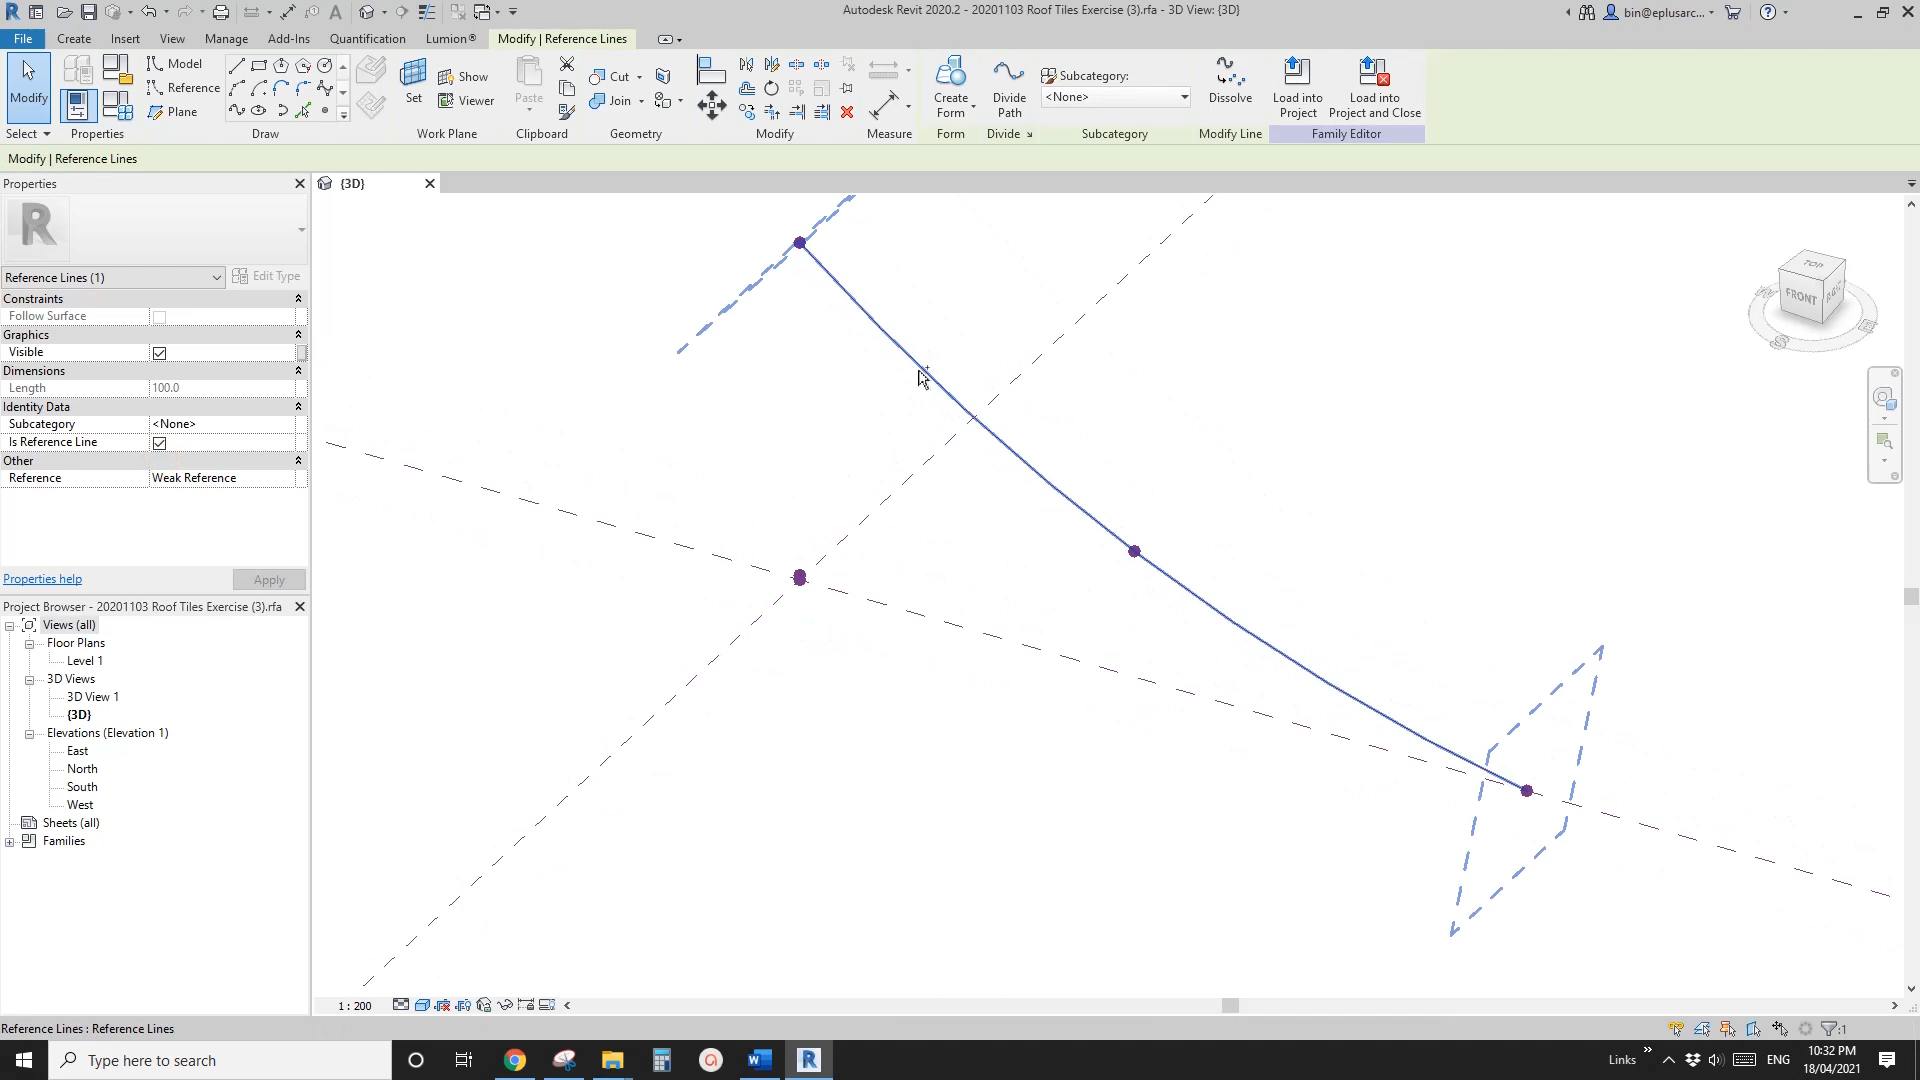 Autodesk Revit 2020.2 - 20201103 Roof Tiles Exercise (3).rfa - 3D View: {3D}
bin@eplusarc...
File Create Insert View Manage Add-Ins Quantification Lumion® Modify | Reference Lines
Modify
Select
Properties
Model
Reference
Plane
Draw
Set
Show
Viewer
Work Plane
Paste
Clipboard
Cut
Join
Geometry
Modify
Measure
Create Form
Form
Divide Path
Divide
Subcategory:
<None>
Subcategory
Dissolve
Modify Line
Load into Project
Load into Project and Close
Family Editor
Modify | Reference Lines
Properties
{3D}
R
Reference Lines (1)
Edit Type
Constraints
Follow Surface
Graphics
Visible
Dimensions
Length 100.0
Identity Data
Subcategory <None>
Is Reference Line
Other
Reference Weak Reference
Properties help
Apply
Project Browser - 20201103 Roof Tiles Exercise (3).rfa
Views (all)
Floor Plans
Level 1
3D Views
3D View 1
{3D}
Elevations (Elevation 1)
East
North
South
West
Sheets (all)
Families
TOP
FRONT
S
E
1 : 200
Reference Lines : Reference Lines
:1
Type here to search
Links
ENG
10:32 PM
18/04/2021